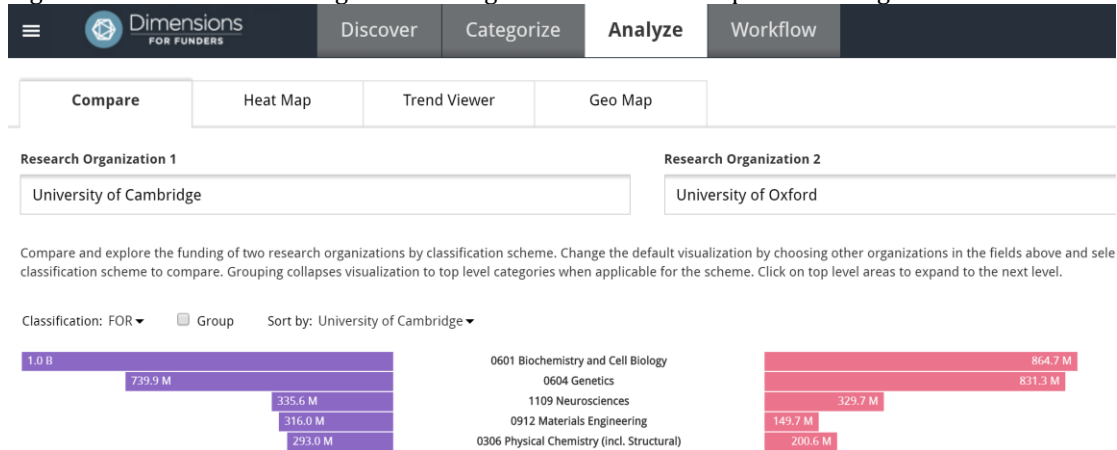 Dimensions
FOR FUNDERS
Discover
Categorize
Analyze
Workflow
Compare
Heat Map
Trend Viewer
Geo Map
Research Organization 1
Research Organization 2
University of Cambridge
University of Oxford
Compare and explore the funding of two research organizations by classification scheme. Change the default visualization by choosing other organizations in the fields above and sele
classification scheme to compare. Grouping collapses visualization to top level categories when applicable for the scheme. Click on top level areas to expand to the next level.
Classification: FOR Group Sort by: University of Cambridge
1.0 B 0601 Biochemistry and Cell Biology 864.7 M
739.9 M 0604 Genetics 831.3 M
335.6 M 1109 Neurosciences 329.7 M
316.0 M 0912 Materials Engineering 149.7 M
293.0 M 0306 Physical Chemistry (incl. Structural) 200.6 M